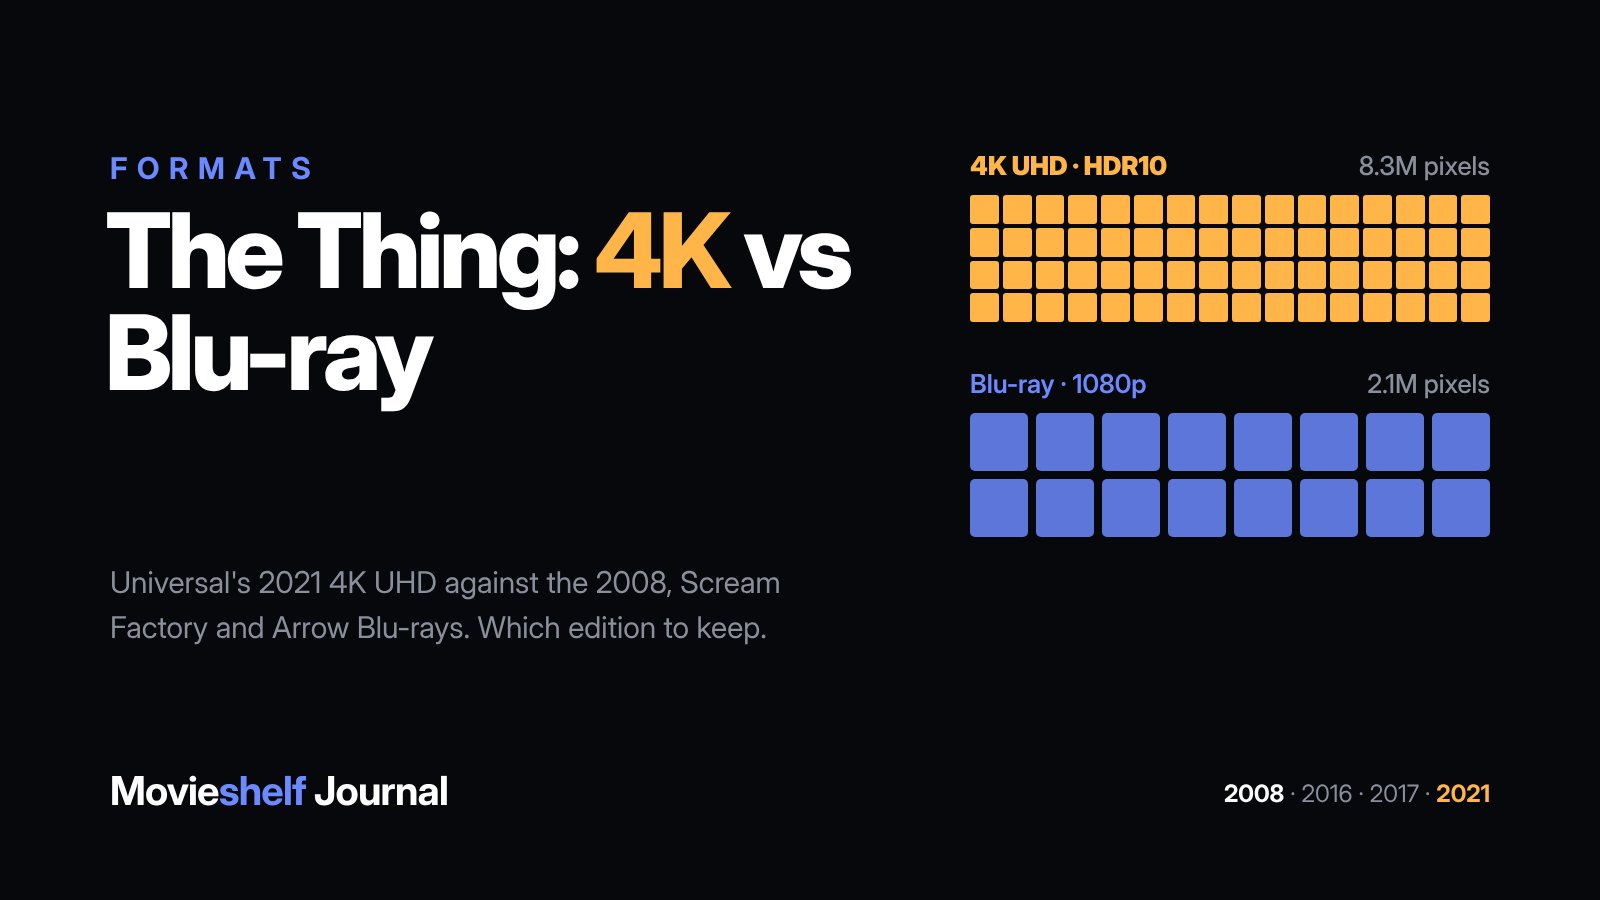 FORMATS
The Thing: 4K vs
Blu-ray
Universal's 2021 4K UHD against the 2008, Scream
Factory and Arrow Blu-rays. Which edition to keep.
4K UHD · HDR10
8.3M pixels
Blu-ray · 1080p
2.1M pixels
Movieshelf Journal
2008 · 2016 · 2017 · 2021